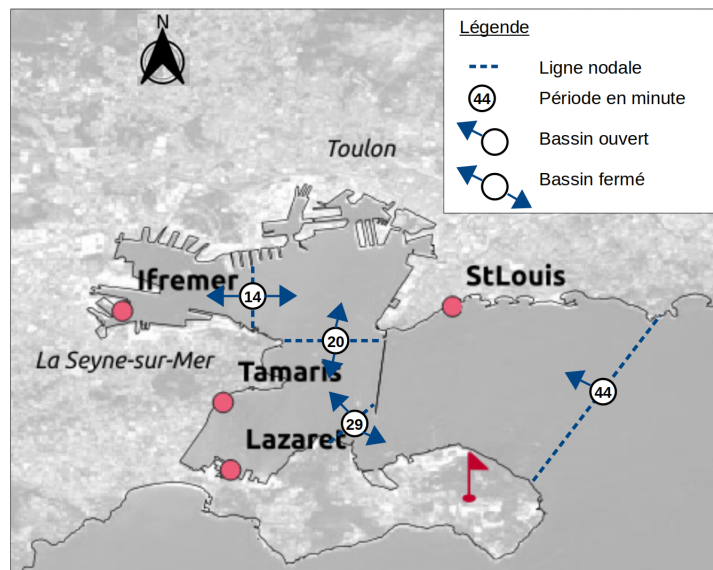 N
Légende
Ligne nodale
44 Période en minute
Bassin ouvert
Bassin fermé
Toulon
Ifremer
14
StLouis
20
La Seyne-sur-Mer
Tamaris
44
29
Lazaret